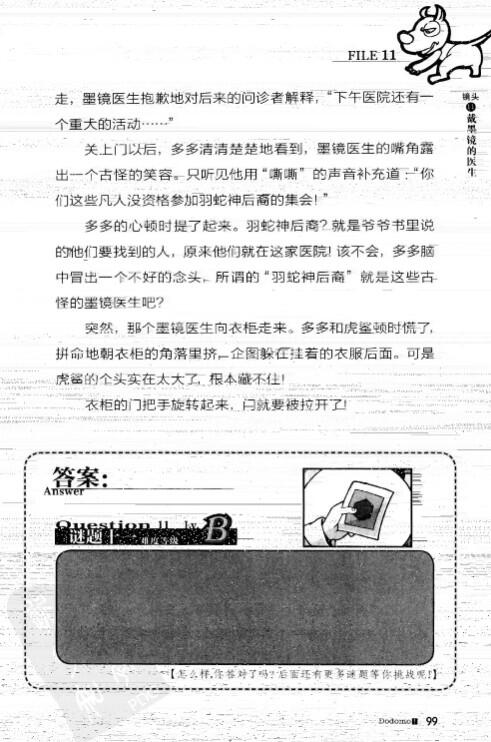 FILE 11
镜头
11
戴墨镜的医生
走，墨镜医生抱歉地对后来的问诊者解释，“下午医院还有一
个重大的活动……”
关上门以后，多多清清楚楚地看到，墨镜医生的嘴角露
出一个古怪的笑容。只听见他用“嘶嘶”的声音补充道：“你
们这些凡人没资格参加羽蛇神后裔的集会！”
多多的心顿时提了起来。羽蛇神后裔？就是爷爷书里说
的他们要找到的人，原来他们就在这家医院！该不会，多多脑
中冒出一个不好的念头，所谓的“羽蛇神后裔”就是这些古
怪的墨镜医生吧？
突然，那个墨镜医生向衣柜走来。多多和虎鲨顿时慌了，
拼命地朝衣柜的角落里挤，企图躲在挂着的衣服后面。可是
虎鲨的个头实在太大了，根本藏不住！
衣柜的门把手旋转起来，门就要被拉开了！
答案：
Answer
Question 11 lv. B
谜题 难度等级
【怎么样，你答对了吗？后面还有更多谜题等你挑战呢！】
Dodomo 1 99